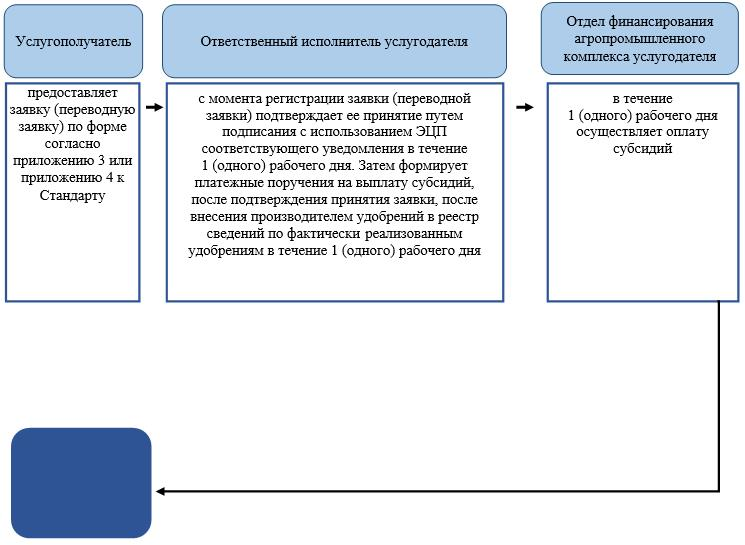 Услугополучатель
Ответственный исполнитель услугодателя
Отдел финансирования
агропромышленного
комплекса услугодателя
предоставляет
заявку (переводную
заявку) по форме
согласно
приложению 3 или
приложению 4 к
Стандарту
с момента регистрации заявки (переводной
заявки) подтверждает ее принятие путем
подписания с использованием ЭЦП
соответствующего уведомления в течение
1 (одного) рабочего дня. Затем формирует
платежные поручения на выплату субсидий,
после подтверждения принятия заявки, после
внесения производителем удобрений в реестр
сведений по фактически реализованным
удобрениям в течение 1 (одного) рабочего дня
в течение
1 (одного) рабочего дня
осуществляет оплату
субсидий